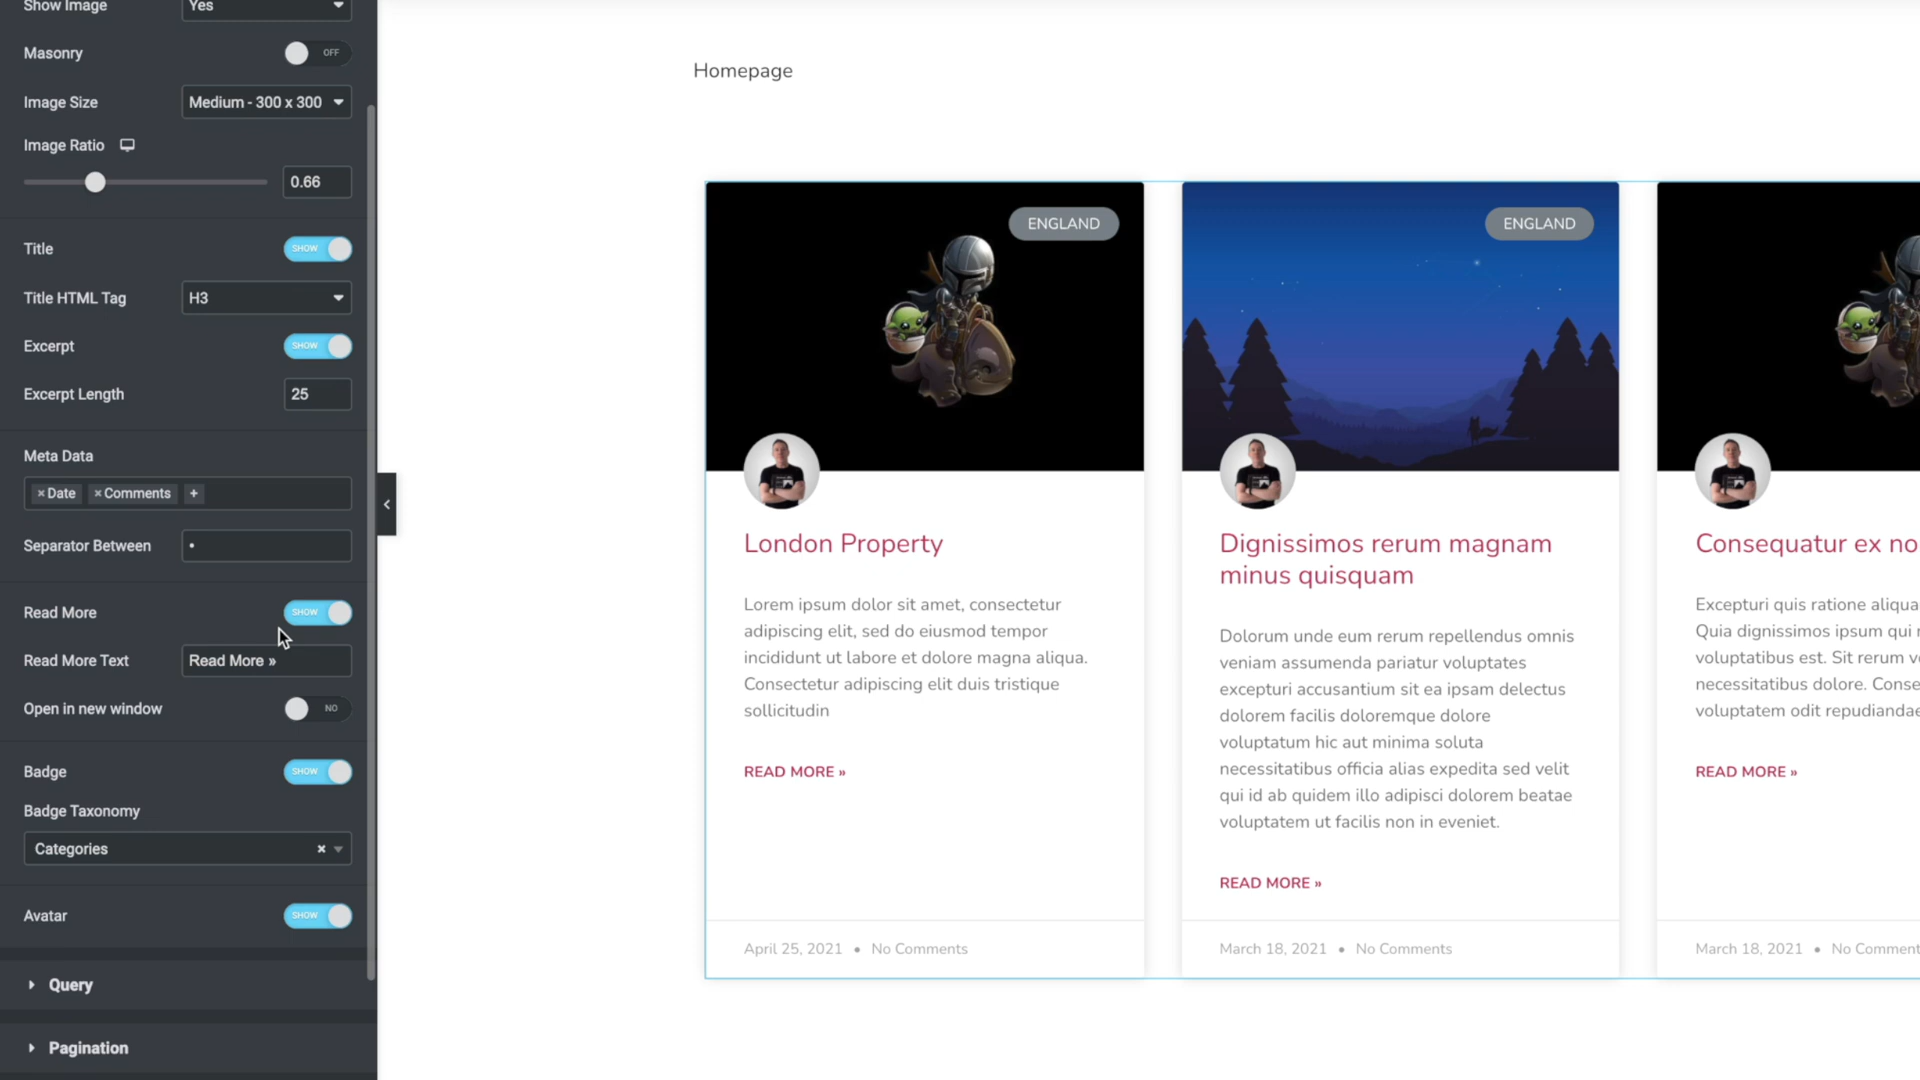 Show Image
Yes
Masonry
OFF
Image Size
Medium - 300 x 300
Image Ratio
0.66
Title
SHOW
Title HTML Tag
H3
Excerpt
SHOW
Excerpt Length
25
Meta Data
× Date × Comments +
Separator Between
•
Read More
SHOW
Read More Text
Read More »
Open in new window
NO
Badge
SHOW
Badge Taxonomy
Categories ×
Avatar
SHOW
Query
Pagination
Homepage
ENGLAND
London Property
Lorem ipsum dolor sit amet, consectetur
adipiscing elit, sed do eiusmod tempor
incididunt ut labore et dolore magna aliqua.
Consectetur adipiscing elit duis tristique
sollicitudin
READ MORE »
April 25, 2021 • No Comments
ENGLAND
Dignissimos rerum magnam
minus quisquam
Dolorum unde eum rerum repellendus omnis
veniam assumenda pariatur voluptates
excepturi accusantium sit ea ipsam delectus
dolorem facilis doloremque dolore
voluptatum hic aut minima soluta
necessitatibus officia alias expedita sed velit
qui id ab quidem illo adipisci dolorem beatae
voluptatem ut facilis non in eveniet.
READ MORE »
March 18, 2021 • No Comments
Consequatur ex no
Excepturi quis ratione aliqua
Quia dignissimos ipsum qui
voluptatibus est. Sit rerum
necessitatibus dolore. Conse
voluptatem odit repudiandae
READ MORE »
March 18, 2021 • No Comment